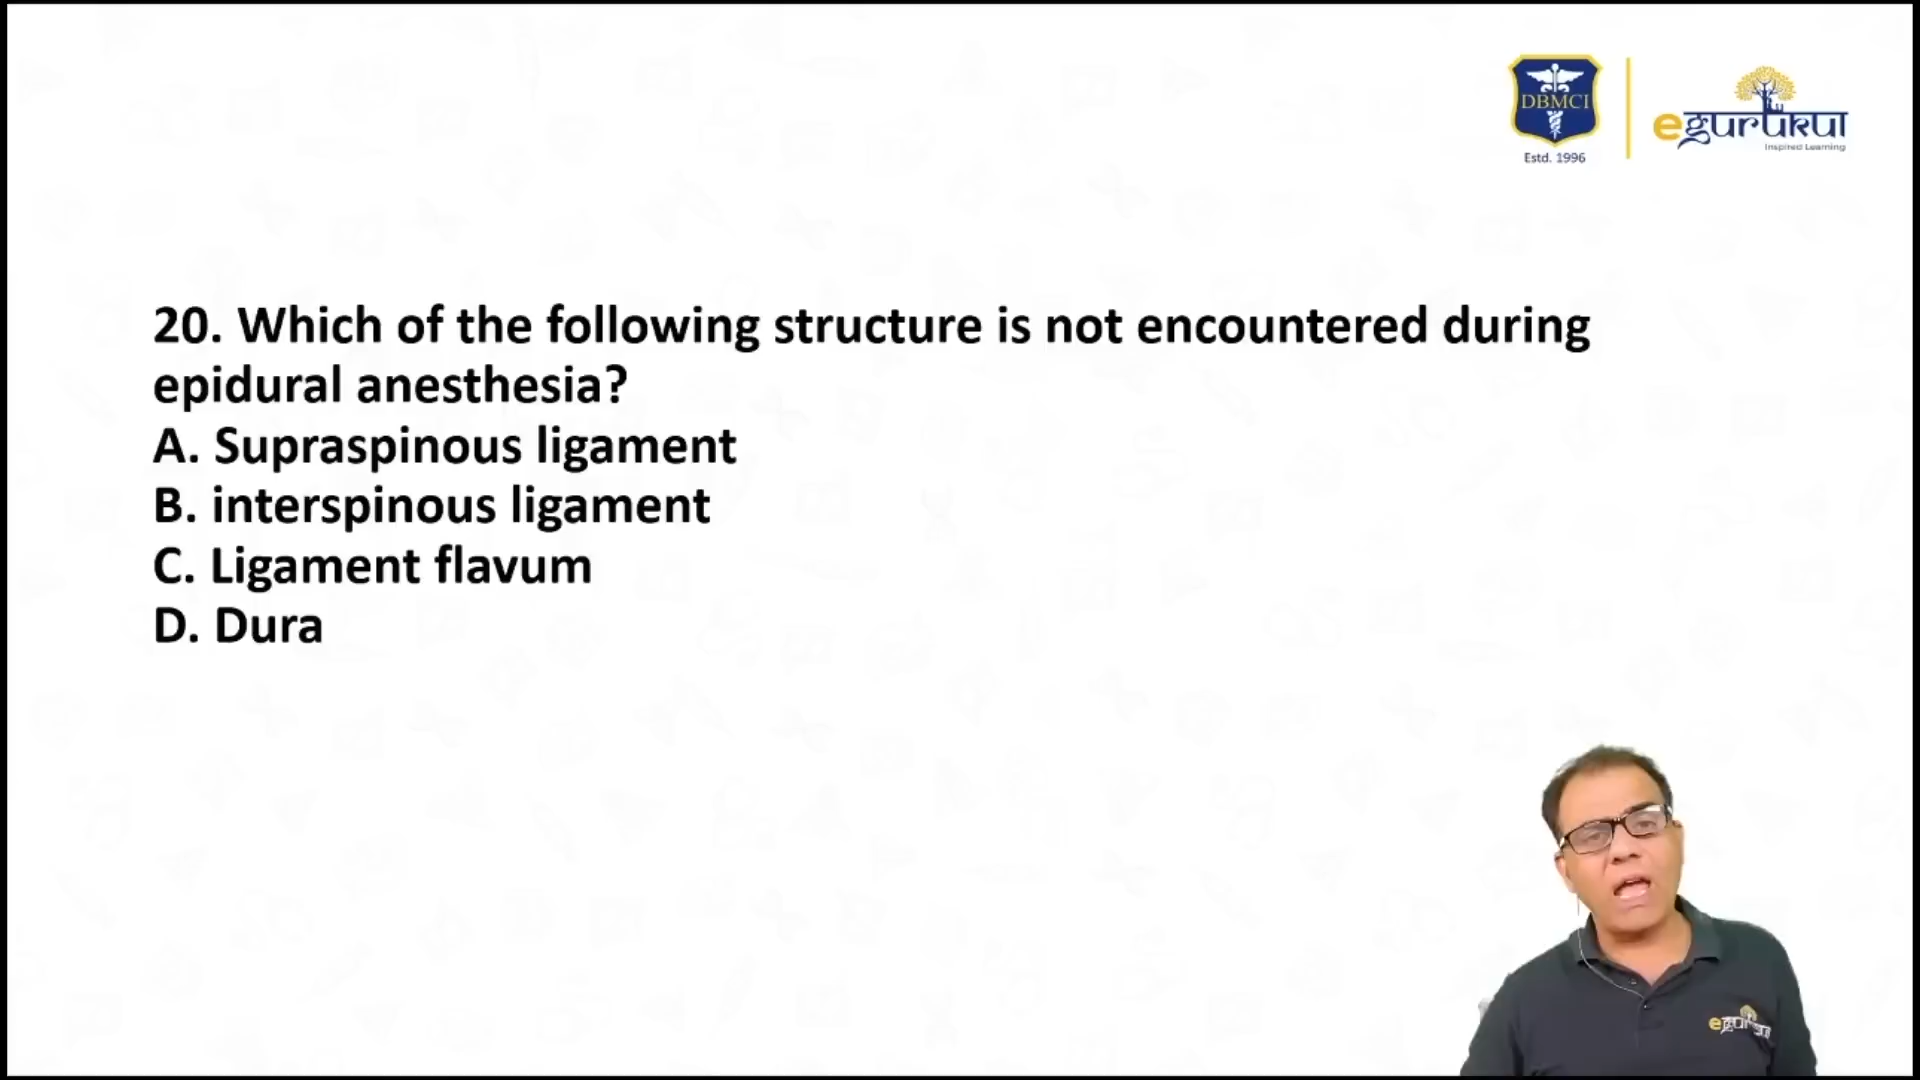 DBMCI
Estd. 1996
egurukul
Inspired Learning
20. Which of the following structure is not encountered during
epidural anesthesia?
A. Supraspinous ligament
B. interspinous ligament
C. Ligament flavum
D. Dura
egurukul